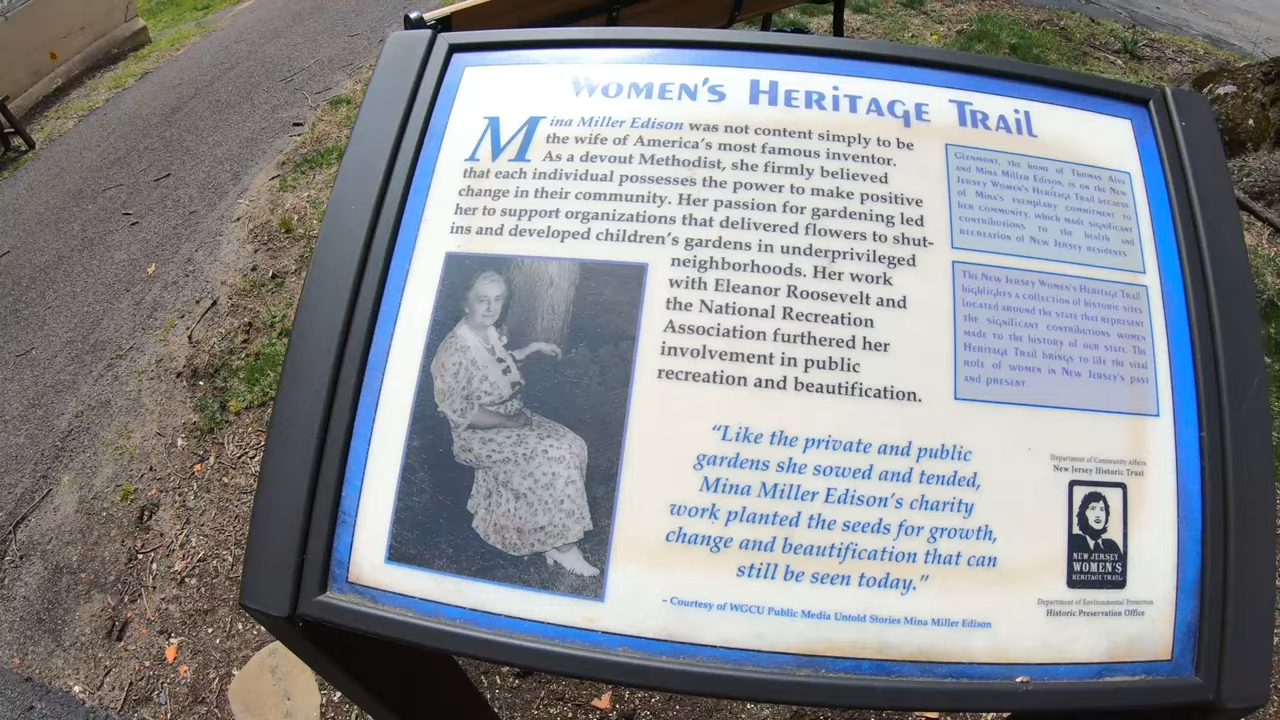 Women's Heritage Trail
Mina Miller Edison was not content simply to be
the wife of America's most famous inventor.
As a devout Methodist, she firmly believed
that each individual possesses the power to make positive
change in their community. Her passion for gardening led
her to support organizations that delivered flowers to shut-
ins and developed children's gardens in underprivileged
neighborhoods. Her work
with Eleanor Roosevelt and
the National Recreation
Association furthered her
involvement in public
recreation and beautification.
"Like the private and public
gardens she sowed and tended,
Mina Miller Edison's charity
work planted the seeds for growth,
change and beautification that can
still be seen today."
- Courtesy of WGCU Public Media Untold Stories Mina Miller Edison
Glenmont, the home of Thomas Alva
and Mina Miller Edison, is on the New
Jersey Women's Heritage Trail because
of Mina's exemplary commitment to
her community, which made significant
contributions to the health and
recreation of New Jersey residents
The New Jersey Women's Heritage Trail
highlights a collection of historic sites
located around the state that represent
the significant contributions women
made to the history of our state. The
Heritage Trail brings to life the vital
role of women in New Jersey's past
and present.
Department of Community Affairs
New Jersey Historic Trust
NEW JERSEY
WOMEN'S
HERITAGE TRAIL
Department of Environmental Protection
Historic Preservation Office